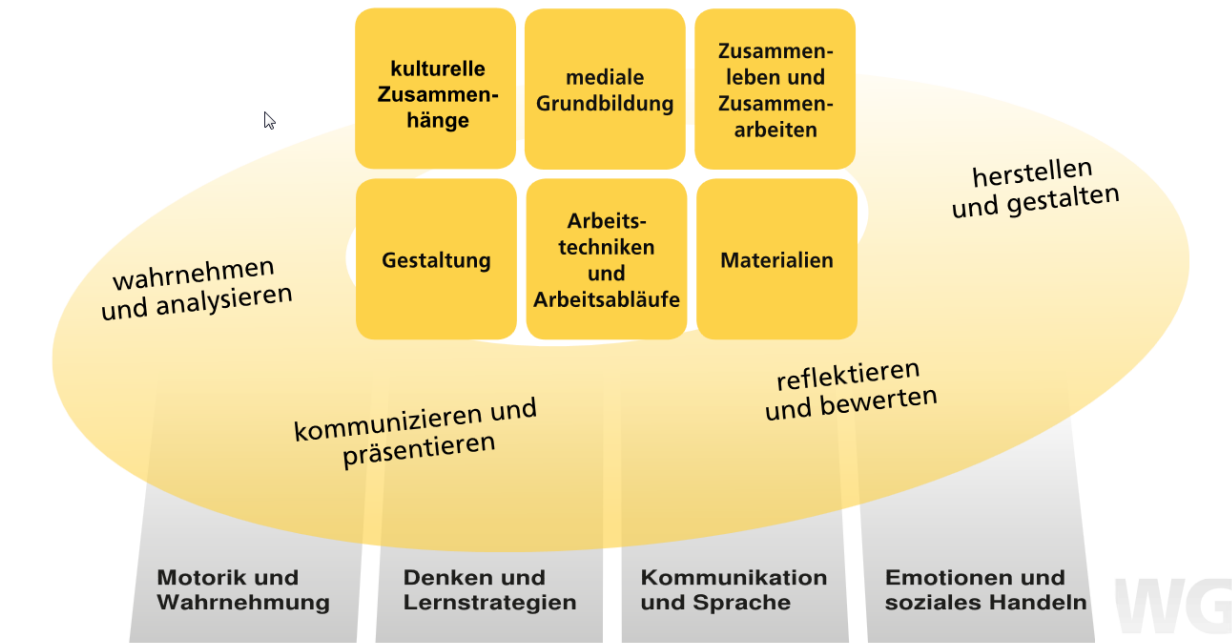 kulturelle
Zusammen-
hänge
mediale
Grundbildung
Zusammen-
leben und
Zusammen-
arbeiten
Gestaltung
Arbeits-
techniken
und
Arbeitsabläufe
Materialien
herstellen
und gestalten
wahrnehmen
und analysieren
reflektieren
und bewerten
kommunizieren und
präsentieren
Motorik und
Wahrnehmung
Denken und
Lernstrategien
Kommunikation
und Sprache
Emotionen und
soziales Handeln
WG